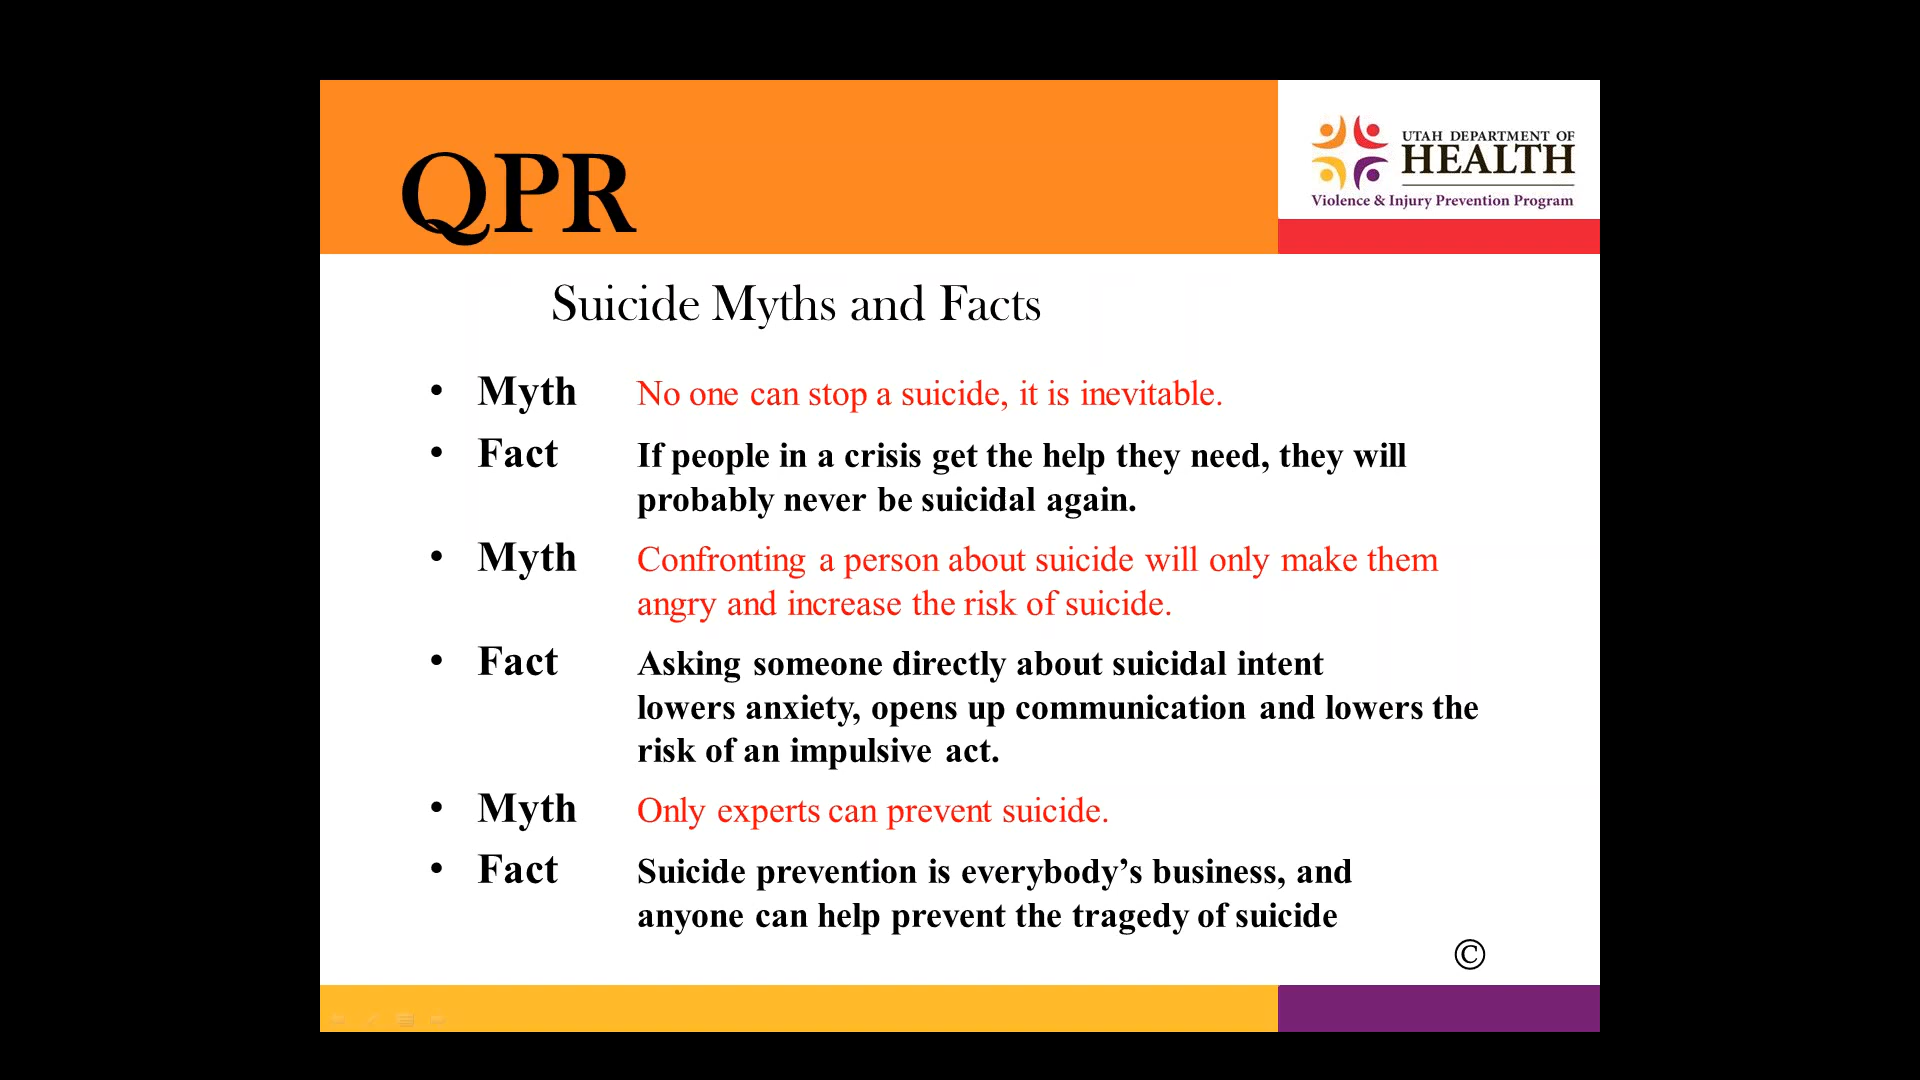 QPR
UTAH DEPARTMENT OF
HEALTH
Violence & Injury Prevention Program
Suicide Myths and Facts
• Myth No one can stop a suicide, it is inevitable.
• Fact If people in a crisis get the help they need, they will
probably never be suicidal again.
• Myth Confronting a person about suicide will only make them
angry and increase the risk of suicide.
• Fact Asking someone directly about suicidal intent
lowers anxiety, opens up communication and lowers the
risk of an impulsive act.
• Myth Only experts can prevent suicide.
• Fact Suicide prevention is everybody’s business, and
anyone can help prevent the tragedy of suicide
©